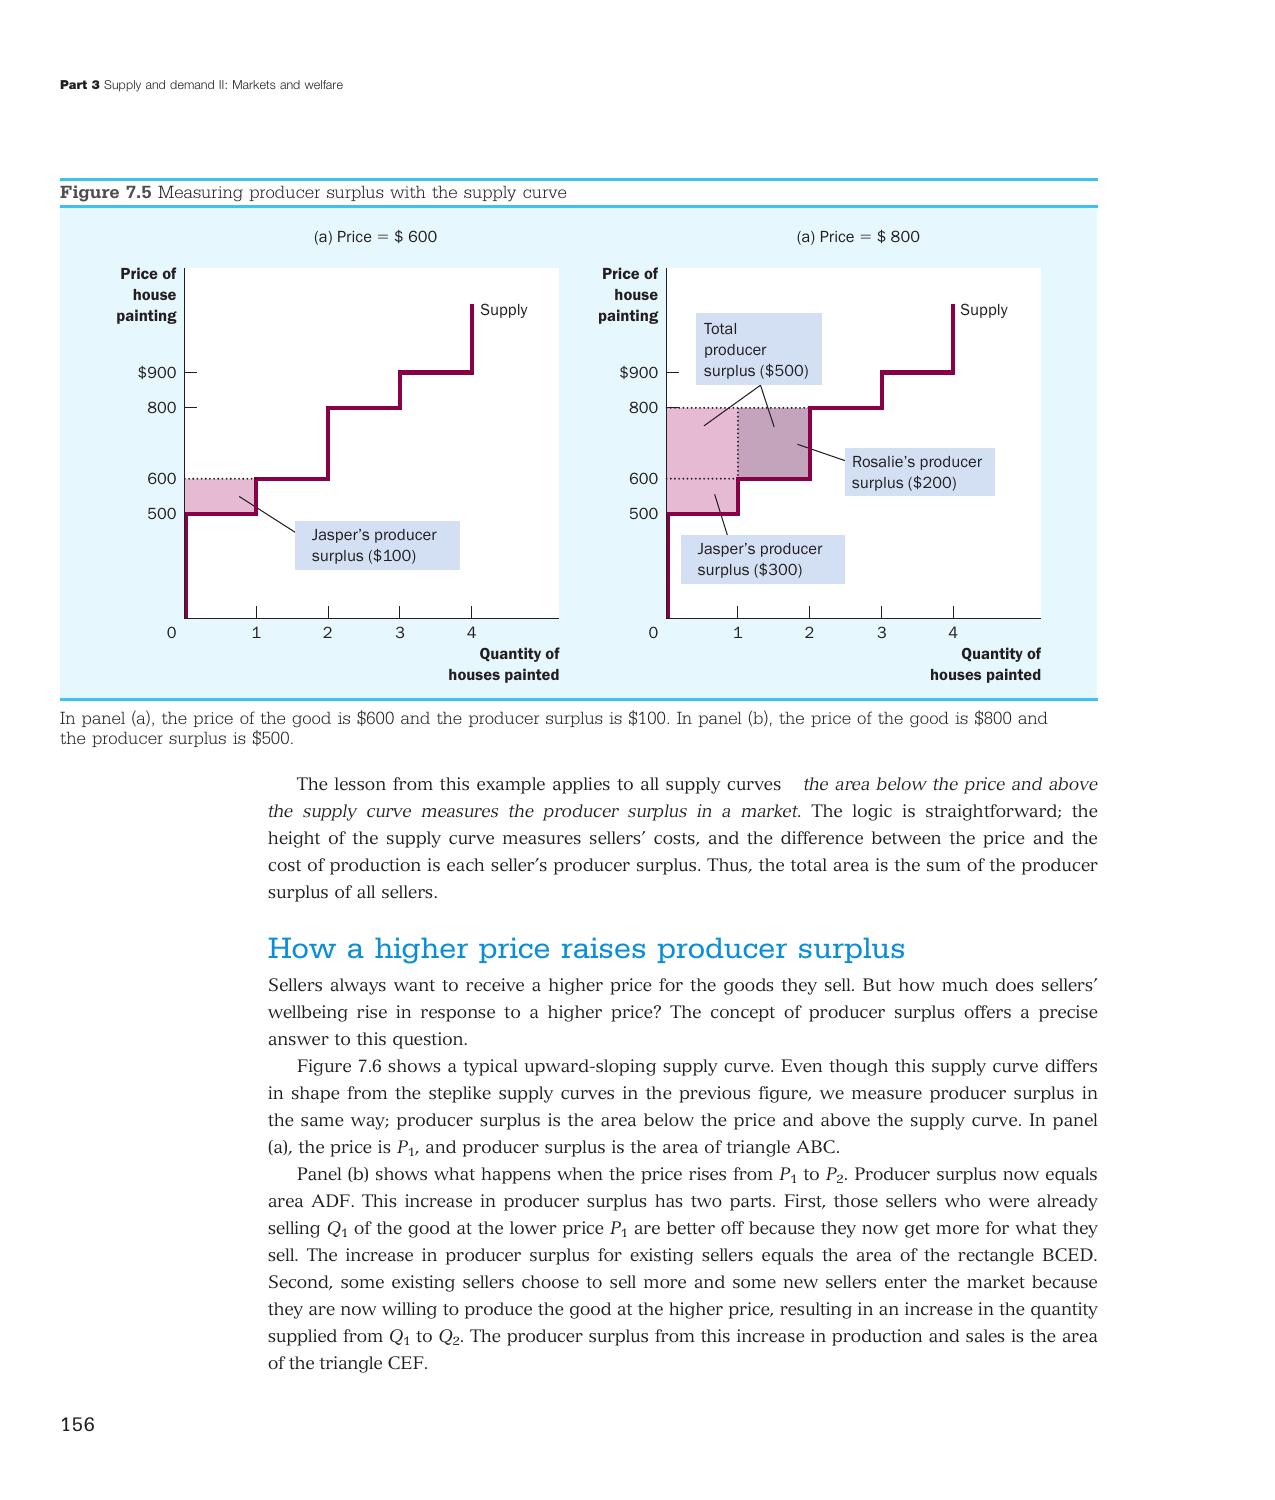 Part 3 Supply and demand II: Markets and welfare
Figure 7.5 Measuring producer surplus with the supply curve
(a) Price = $ 600
Price of
house
painting
Supply
$900
800
600
500
Jasper’s producer
surplus ($100)
0
1
2
3
4
Quantity of
houses painted
(a) Price = $ 800
Price of
house
painting
Supply
Total
producer
surplus ($500)
$900
800
600
500
Rosalie’s producer
surplus ($200)
Jasper’s producer
surplus ($300)
0
1
2
3
4
Quantity of
houses painted
In panel (a), the price of the good is $600 and the producer surplus is $100. In panel (b), the price of the good is $800 and
the producer surplus is $500.
The lesson from this example applies to all supply curves the area below the price and above
the supply curve measures the producer surplus in a market. The logic is straightforward; the
height of the supply curve measures sellers’ costs, and the difference between the price and the
cost of production is each seller’s producer surplus. Thus, the total area is the sum of the producer
surplus of all sellers.
How a higher price raises producer surplus
Sellers always want to receive a higher price for the goods they sell. But how much does sellers’
wellbeing rise in response to a higher price? The concept of producer surplus offers a precise
answer to this question.
Figure 7.6 shows a typical upward-sloping supply curve. Even though this supply curve differs
in shape from the steplike supply curves in the previous figure, we measure producer surplus in
the same way; producer surplus is the area below the price and above the supply curve. In panel
(a), the price is P1, and producer surplus is the area of triangle ABC.
Panel (b) shows what happens when the price rises from P1 to P2. Producer surplus now equals
area ADF. This increase in producer surplus has two parts. First, those sellers who were already
selling Q1 of the good at the lower price P1 are better off because they now get more for what they
sell. The increase in producer surplus for existing sellers equals the area of the rectangle BCED.
Second, some existing sellers choose to sell more and some new sellers enter the market because
they are now willing to produce the good at the higher price, resulting in an increase in the quantity
supplied from Q1 to Q2. The producer surplus from this increase in production and sales is the area
of the triangle CEF.
156